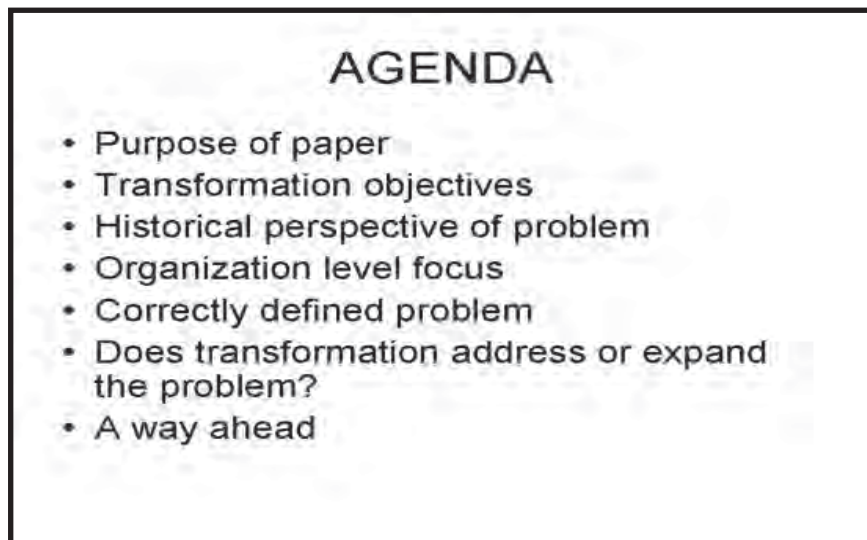 AGENDA
• Purpose of paper
• Transformation objectives
• Historical perspective of problem
• Organization level focus
• Correctly defined problem
• Does transformation address or expand
the problem?
• A way ahead